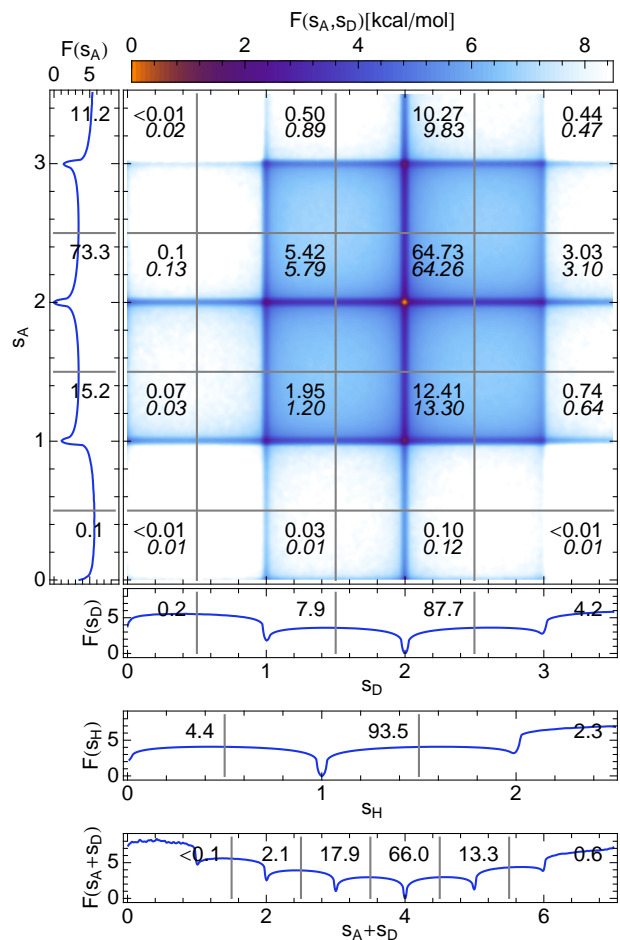 F(s_A,s_D)[kcal/mol]
F(s_A)
0 5
0 2 4 6 8
11.2 <0.01 0.50 10.27 0.44
0.02 0.89 9.83 0.47
3
73.3 0.1 5.42 64.73 3.03
0.13 5.79 64.26 3.10
2
s_A
15.2 0.07 1.95 12.41 0.74
0.03 1.20 13.30 0.64
1
0.1 <0.01 0.03 0.10 <0.01
0.01 0.01 0.12 0.01
0
F(s_D)
5
0
0.2 7.9 87.7 4.2
0 1 2 3
s_D
F(s_H)
5
0
4.4 93.5 2.3
0 1 2
s_H
F(s_A+s_D)
5
0
<0.1 2.1 17.9 66.0 13.3 0.6
0 2 4 6
s_A+s_D